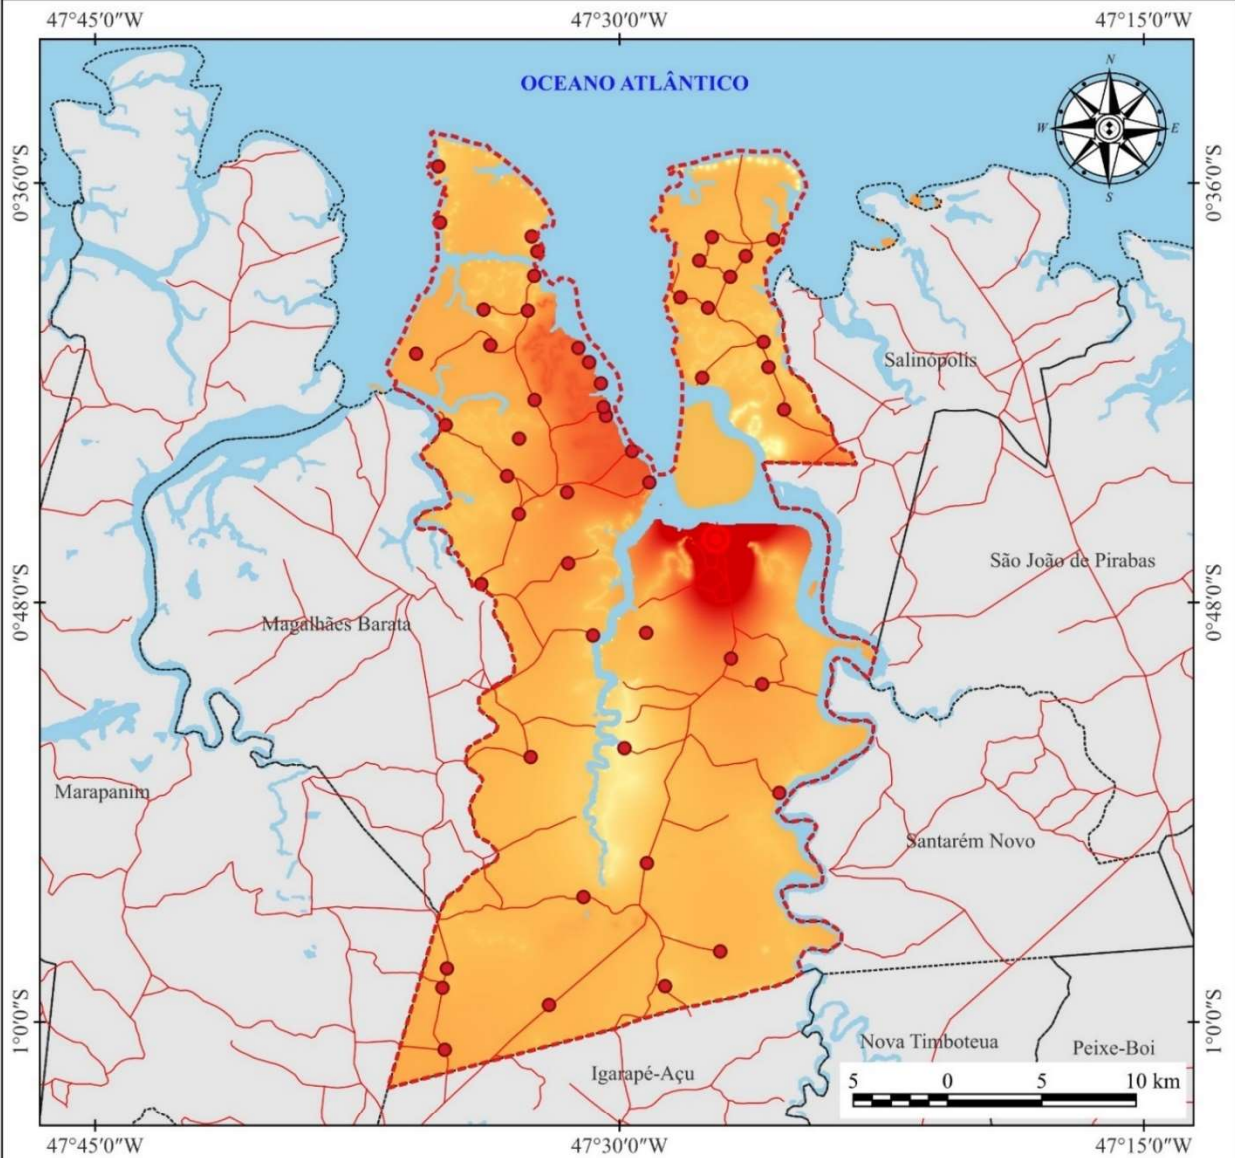 47°45'0"W 47°30'0"W 47°15'0"W
OCEANO ATLÂNTICO
N
W E
S
0°36'0"S 0°36'0"S
Salinópolis
São João de Pirabas
0°48'0"S 0°48'0"S
Magalhães Barata
Marapanim
Santarém Novo
1°0'0"S 1°0'0"S
Nova Timboteua
Peixe-Boi
Igarapé-Açu
5 0 5 10 km
47°45'0"W 47°30'0"W 47°15'0"W